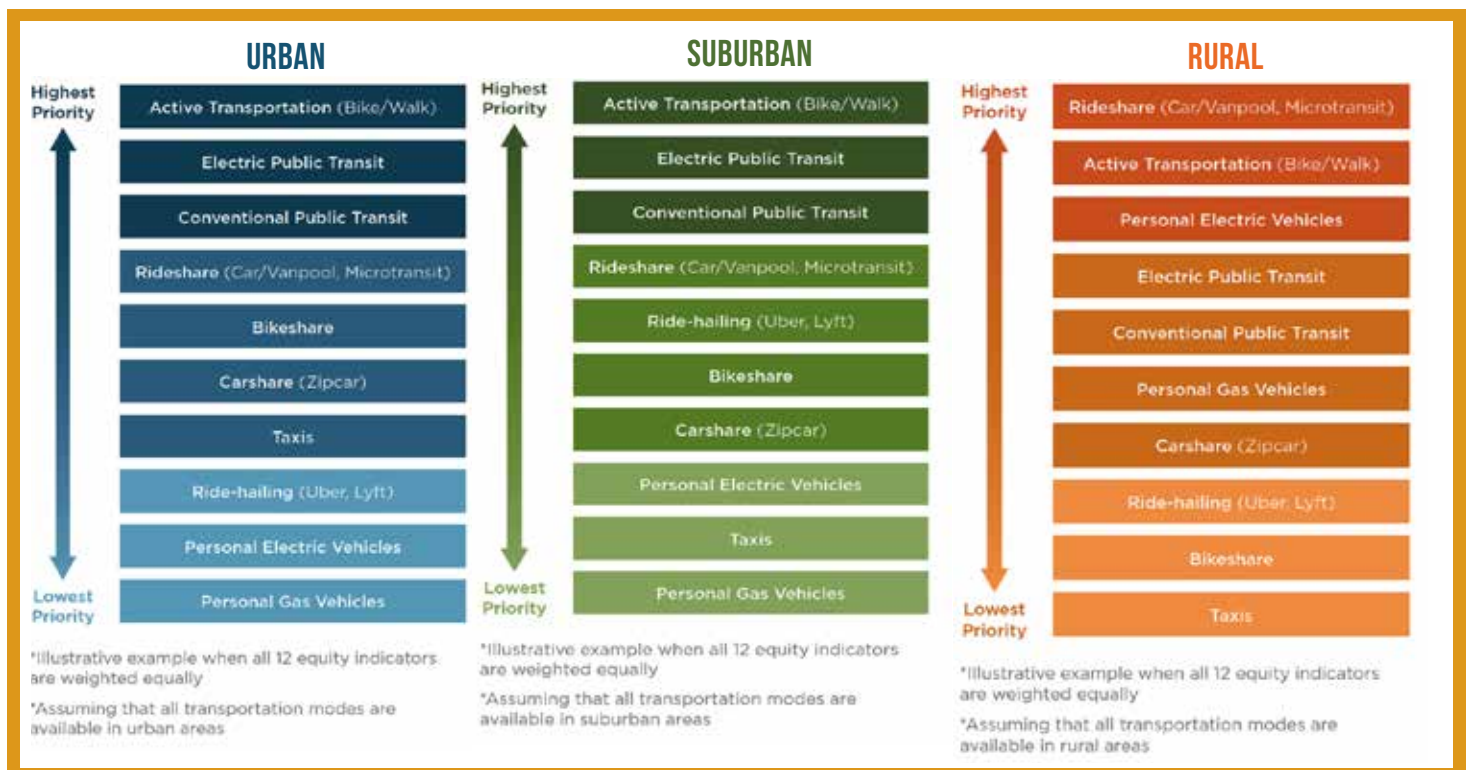 URBAN
Highest
Priority
Active Transportation (Bike/Walk)
Electric Public Transit
Conventional Public Transit
Rideshare (Car/Vanpool, Microtransit)
Bikeshare
Carshare (Zipcar)
Taxis
Ride-hailing (Uber, Lyft)
Personal Electric Vehicles
Personal Gas Vehicles
Lowest
Priority
*Illustrative example when all 12 equity indicators
are weighted equally
*Assuming that all transportation modes are
available in urban areas
SUBURBAN
Highest
Priority
Active Transportation (Bike/Walk)
Electric Public Transit
Conventional Public Transit
Rideshare (Car/Vanpool, Microtransit)
Ride-hailing (Uber, Lyft)
Bikeshare
Carshare (Zipcar)
Personal Electric Vehicles
Taxis
Personal Gas Vehicles
Lowest
Priority
*Illustrative example when all 12 equity indicators
are weighted equally
*Assuming that all transportation modes are
available in suburban areas
RURAL
Highest
Priority
Rideshare (Car/Vanpool, Microtransit)
Active Transportation (Bike/Walk)
Personal Electric Vehicles
Electric Public Transit
Conventional Public Transit
Personal Gas Vehicles
Carshare (Zipcar)
Ride-hailing (Uber, Lyft)
Bikeshare
Taxis
Lowest
Priority
*Illustrative example when all 12 equity indicators
are weighted equally
*Assuming that all transportation modes are
available in rural areas